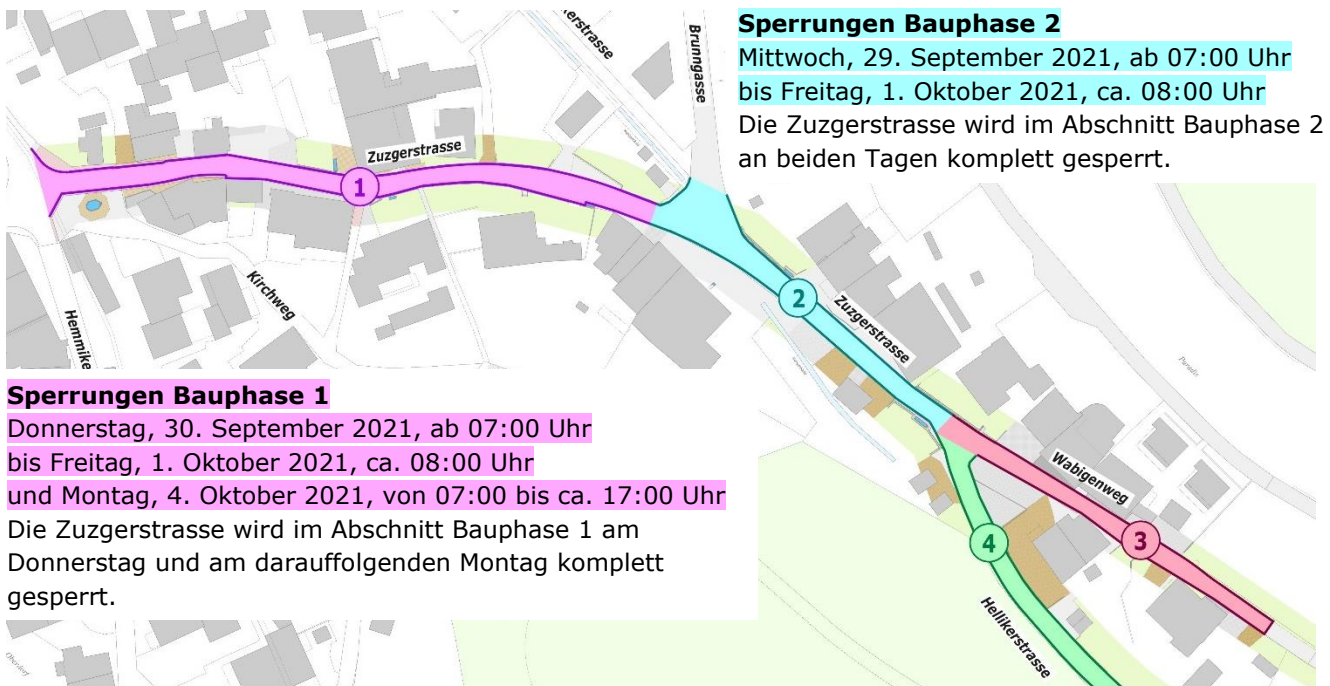 Sperrungen Bauphase 2
Mittwoch, 29. September 2021, ab 07:00 Uhr
bis Freitag, 1. Oktober 2021, ca. 08:00 Uhr
Die Zuzgerstrasse wird im Abschnitt Bauphase 2
an beiden Tagen komplett gesperrt.
Brunngasse
Zuzgerstrasse
1
Kirchweg
2
Zuzgerstrasse
Paradis
Sperrungen Bauphase 1
Donnerstag, 30. September 2021, ab 07:00 Uhr
bis Freitag, 1. Oktober 2021, ca. 08:00 Uhr
und Montag, 4. Oktober 2021, von 07:00 bis ca. 17:00 Uhr
Die Zuzgerstrasse wird im Abschnitt Bauphase 1 am
Donnerstag und am darauffolgenden Montag komplett
gesperrt.
Hemmike
Wabigenweg
3
4
Hellikerstrasse
Oberdorf